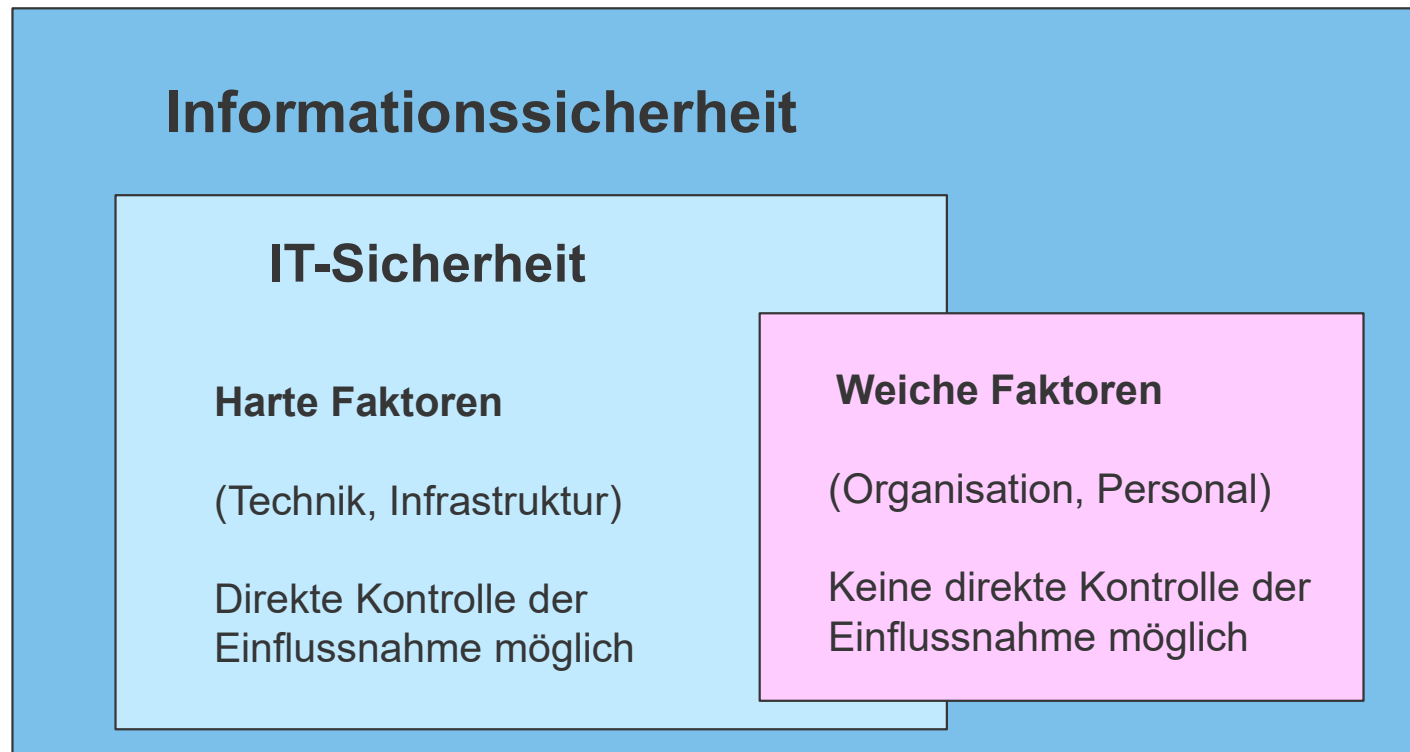 Informationssicherheit
IT-Sicherheit
Harte Faktoren
(Technik, Infrastruktur)
Direkte Kontrolle der
Einflussnahme möglich
Weiche Faktoren
(Organisation, Personal)
Keine direkte Kontrolle der
Einflussnahme möglich